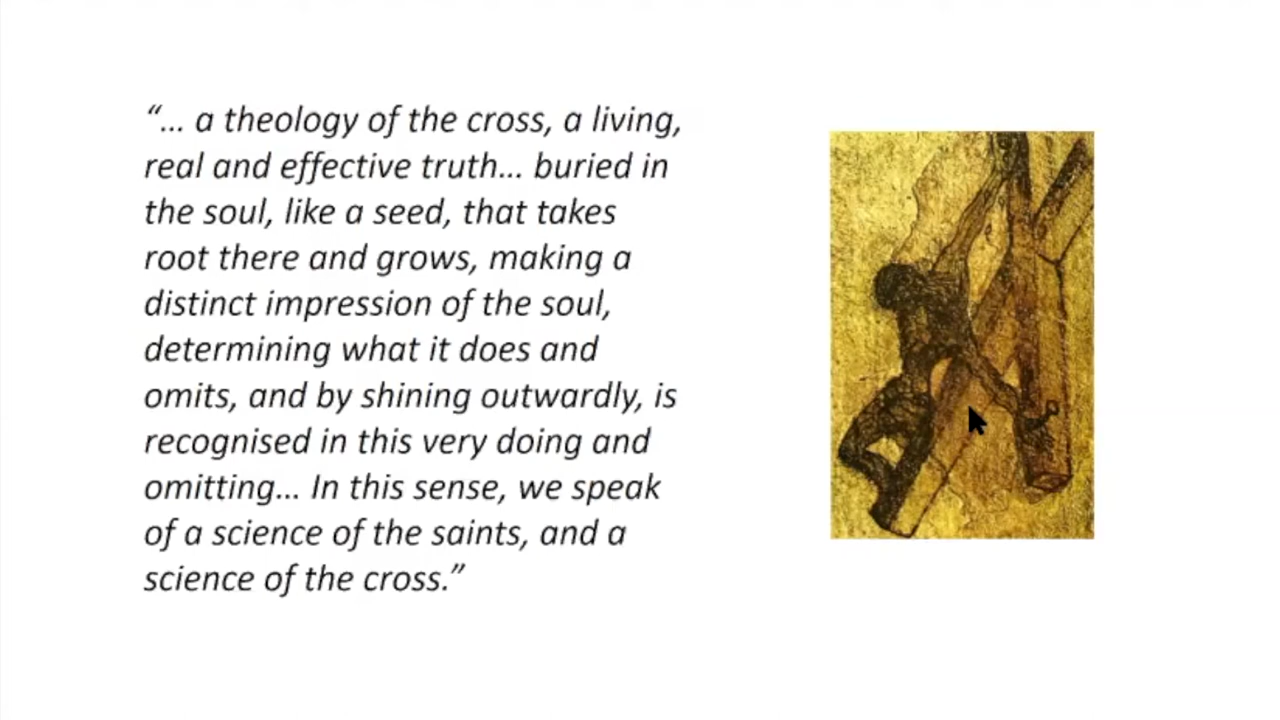 “... a theology of the cross, a living,
real and effective truth... buried in
the soul, like a seed, that takes
root there and grows, making a
distinct impression of the soul,
determining what it does and
omits, and by shining outwardly, is
recognised in this very doing and
omitting... In this sense, we speak
of a science of the saints, and a
science of the cross.”